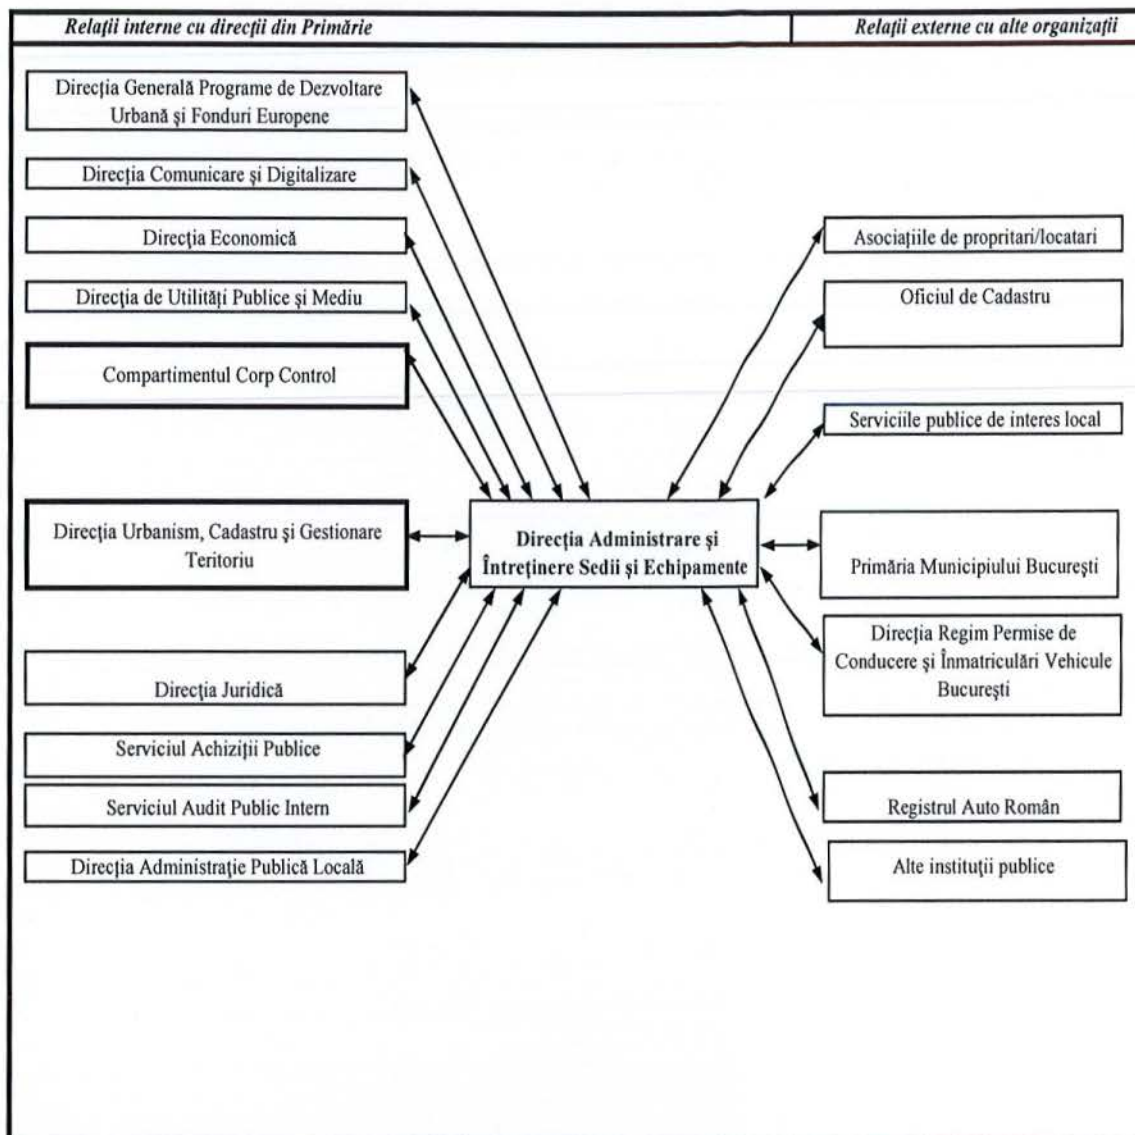 Relații interne cu direcții din Primărie
Relații externe cu alte organizații
Direcția Generală Programe de Dezvoltare
Urbană și Fonduri Europene
Direcția Comunicare și Digitalizare
Direcția Economică
Direcția de Utilități Publice și Mediu
Compartimentul Corp Control
Direcția Urbanism, Cadastru și Gestionare
Teritoriu
Direcția Juridică
Serviciul Achiziții Publice
Serviciul Audit Public Intern
Direcția Administrație Publică Locală
Direcția Administrare și
Întreținere Sedii și Echipamente
Asociațiile de propritari/locatari
Oficiul de Cadastru
Serviciile publice de interes local
Primăria Municipiului București
Direcția Regim Permise de
Conducere și Înmatriculări Vehicule
București
Registrul Auto Român
Alte instituții publice